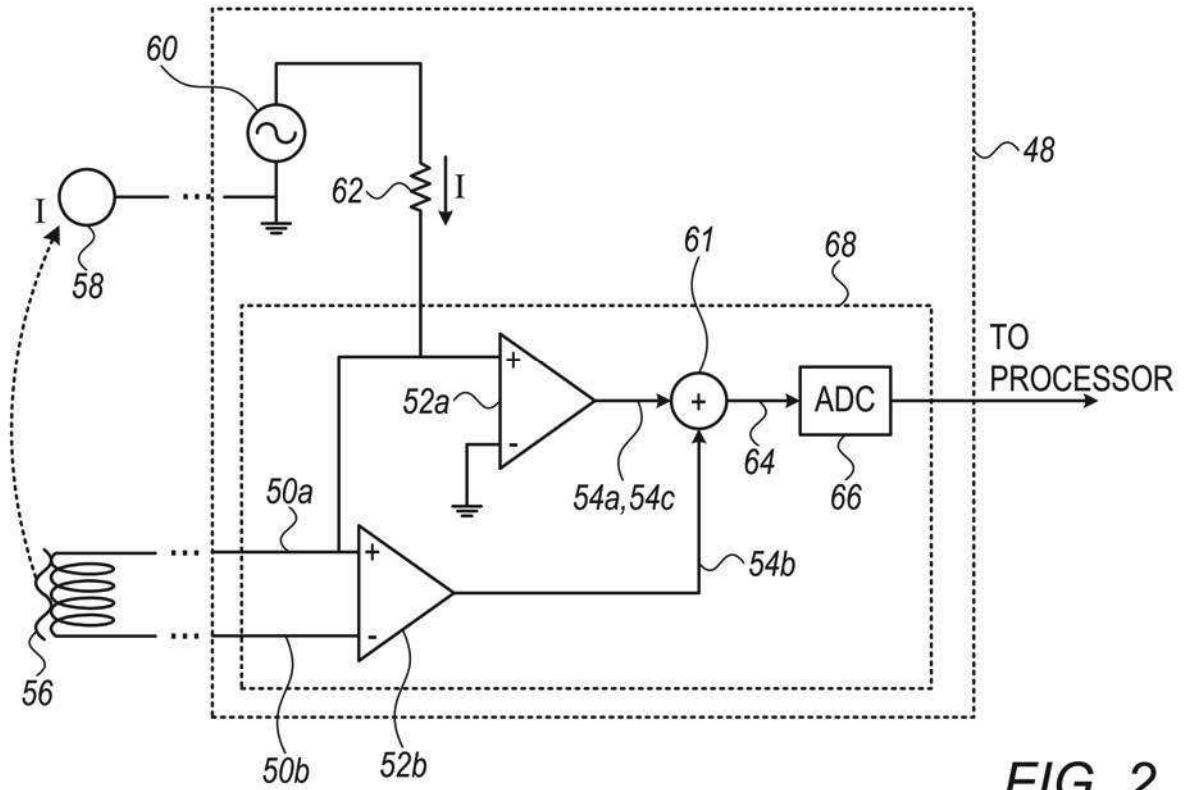 60
48
I
62
I
58
61
68
TO
PROCESSOR
+
52a
+
ADC
-
64
66
54a,54c
50a
+
54b
-
56
50b
52b
FIG. 2